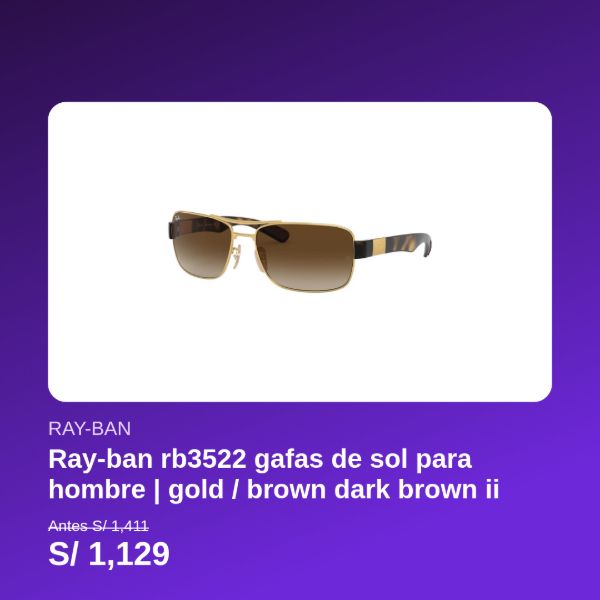 RAY-BAN
Ray-ban rb3522 gafas de sol para
hombre | gold / brown dark brown ii
Antes S/ 1,411
S/ 1,129